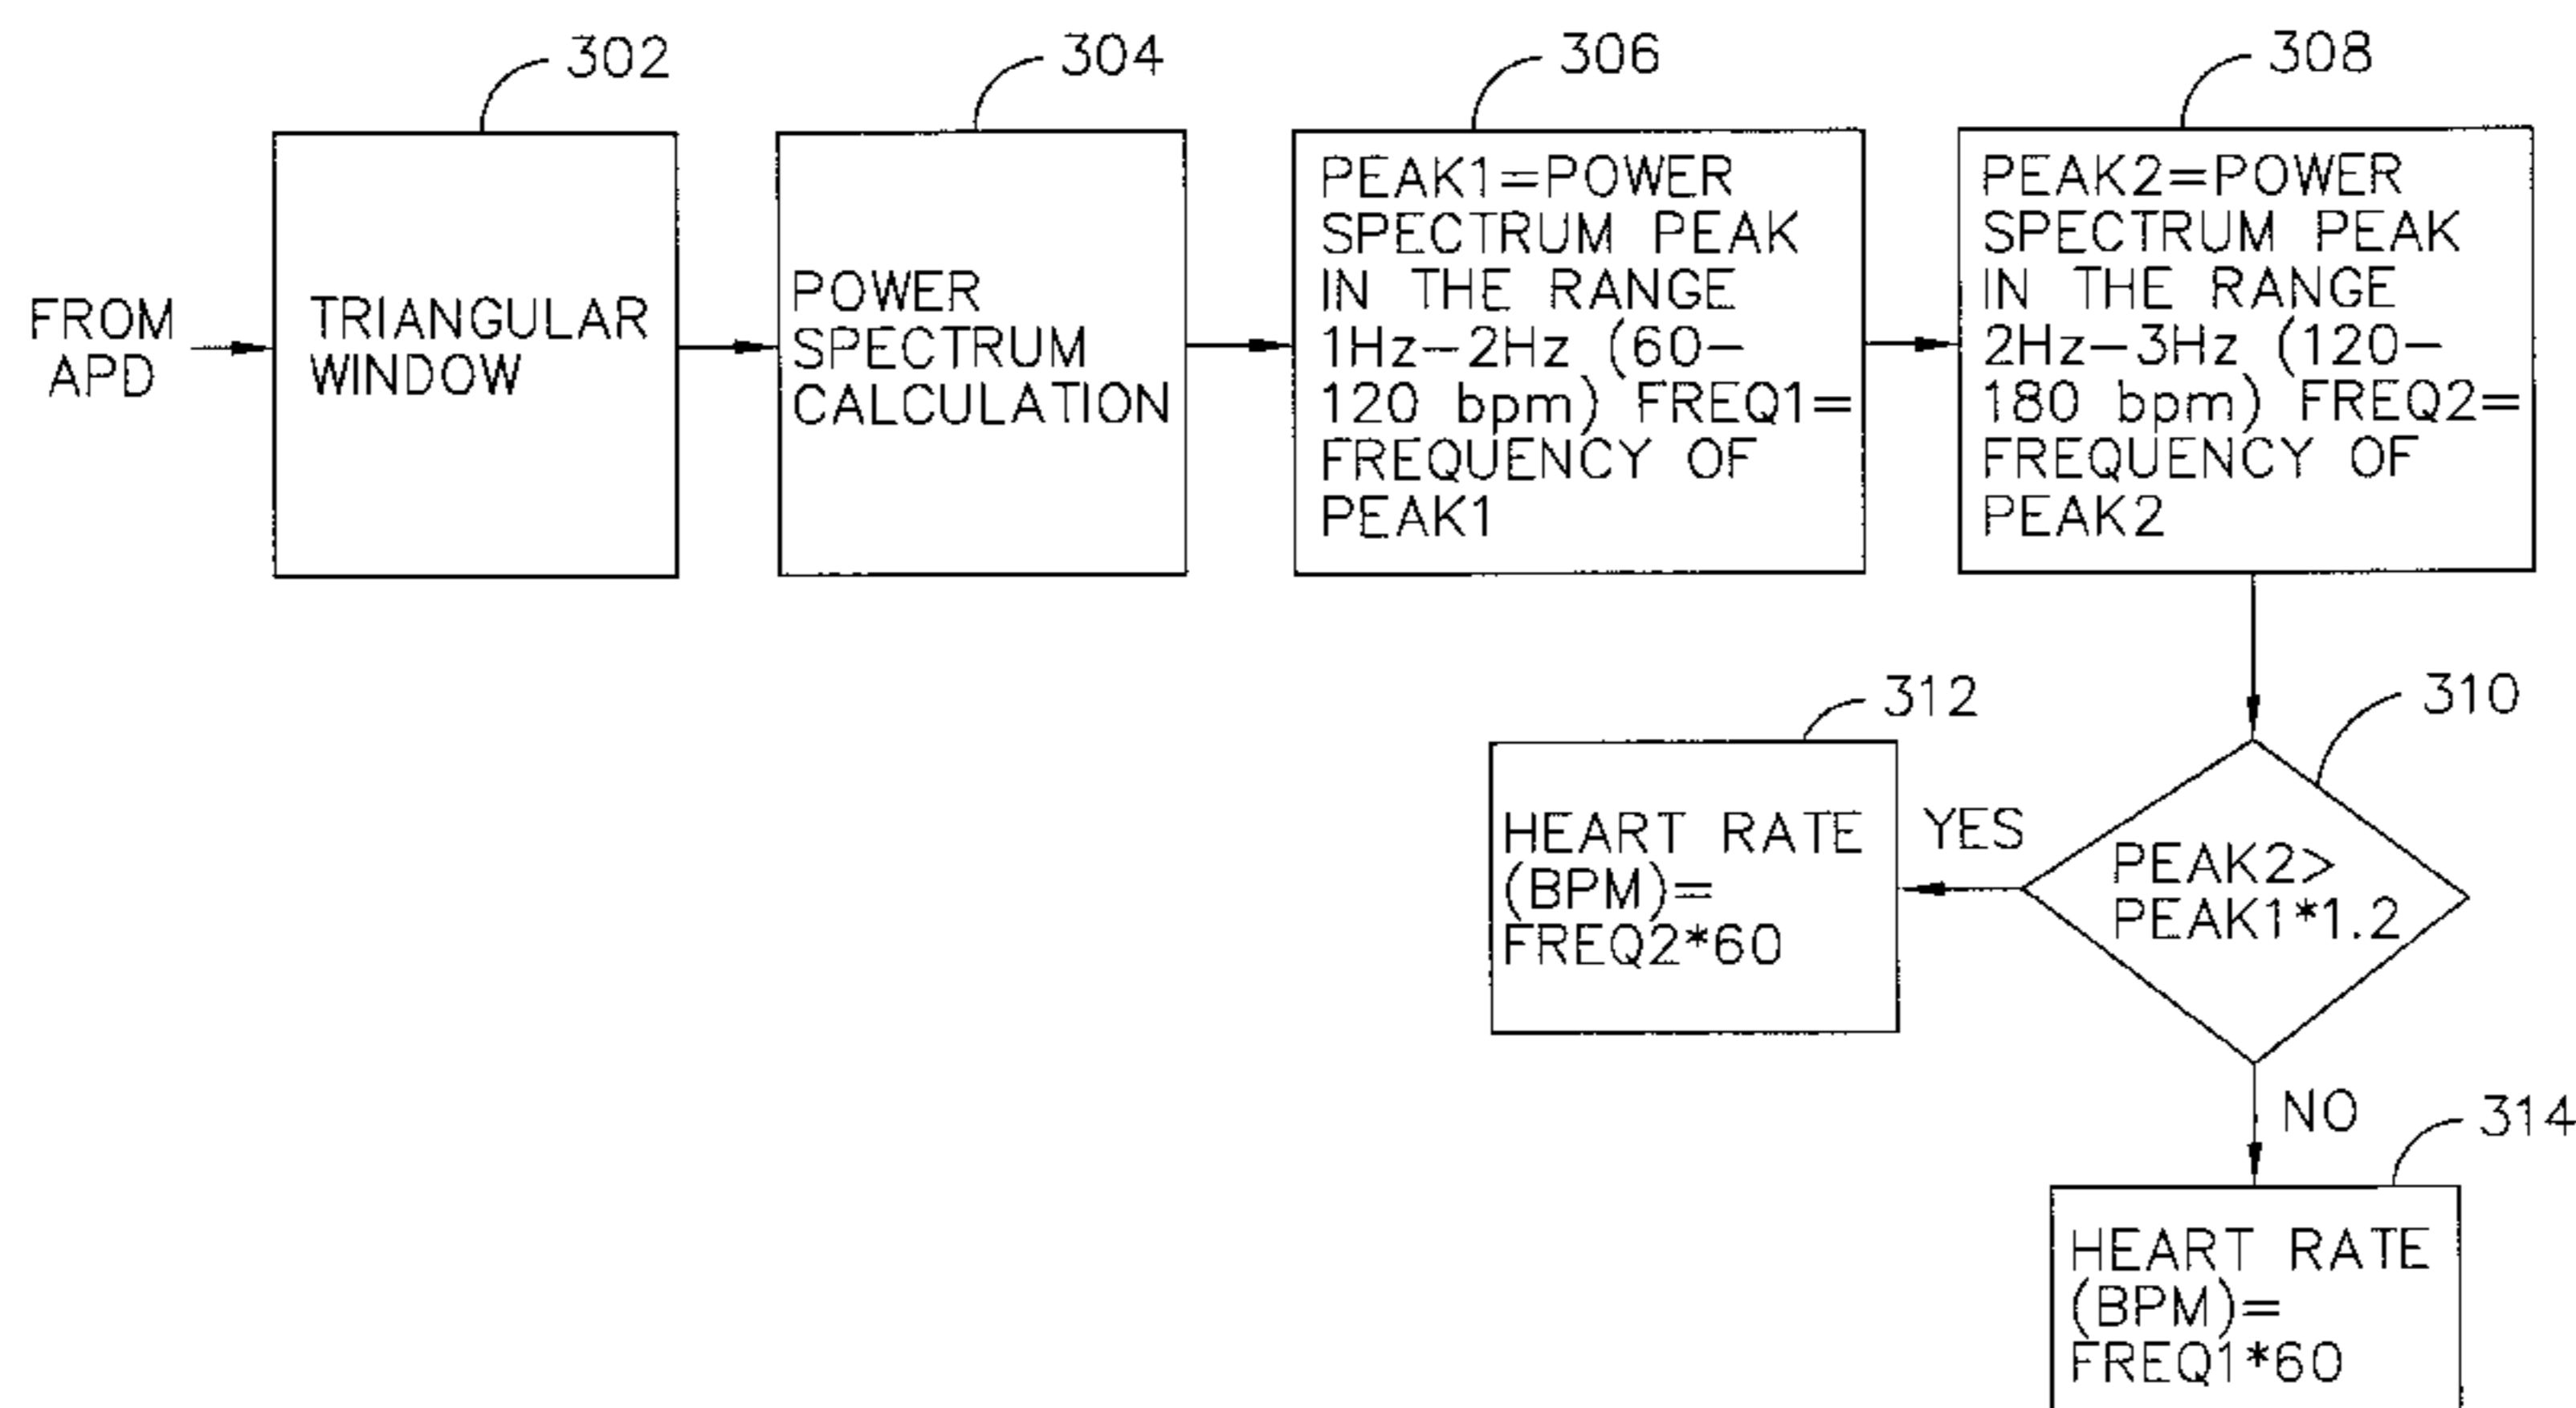 302
304
306
308
FROM
APD
TRIANGULAR
WINDOW
POWER
SPECTRUM
CALCULATION
PEAK1=POWER
SPECTRUM PEAK
IN THE RANGE
1Hz-2Hz (60-
120 bpm) FREQ1=
FREQUENCY OF
PEAK1
PEAK2=POWER
SPECTRUM PEAK
IN THE RANGE
2Hz-3Hz (120-
180 bpm) FREQ2=
FREQUENCY OF
PEAK2
310
PEAK2>
PEAK1*1.2
YES
312
HEART RATE
(BPM)=
FREQ2*60
NO
314
HEART RATE
(BPM)=
FREQ1*60